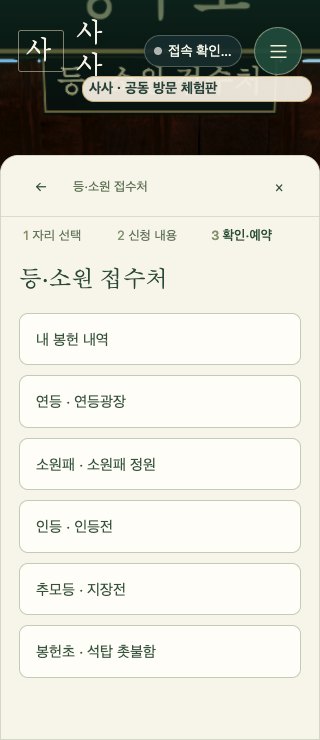 사
사
사
접속 확인…
사사 · 공동 방문 체험판
← 등·소원 접수처 ×
1 자리 선택 2 신청 내용 3 확인·예약
등·소원 접수처
내 봉헌 내역
연등 · 연등광장
소원패 · 소원패 정원
인등 · 인등전
추모등 · 지장전
봉헌초 · 석탑 촛불함